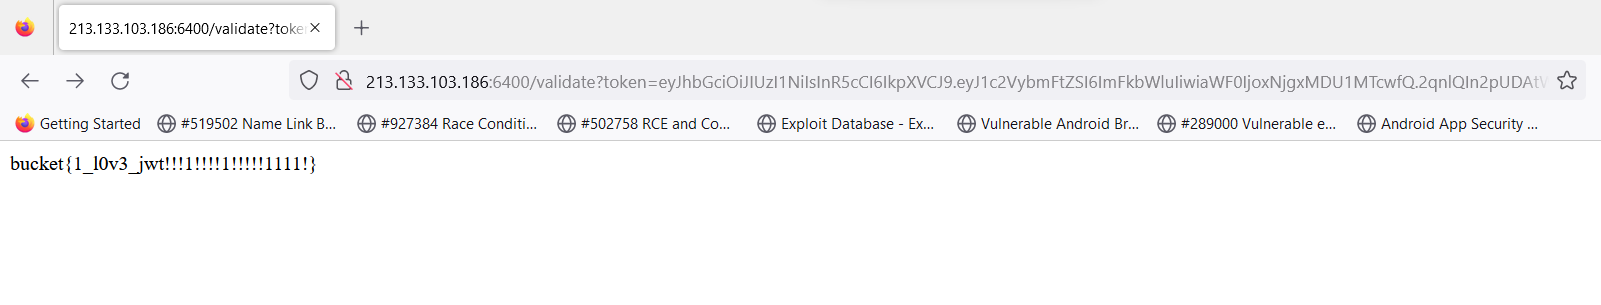 213.133.103.186:6400/validate?toke
213.133.103.186:6400/validate?token=eyJhbGciOiJIUzI1NiIsInR5cCI6IkpXVCJ9.eyJ1c2VybmFtZSI6ImFkbWluIiwiaWF0IjoxNjgxMDU1MTcwfQ.2qnlQIn2pUDAtW
Getting Started #519502 Name Link B... #927384 Race Conditi... #502758 RCE and Co... Exploit Database - Ex... Vulnerable Android Br... #289000 Vulnerable e... Android App Security ...
bucket{1_l0v3_jwt!!!1!!!!1!!!!!1111!}